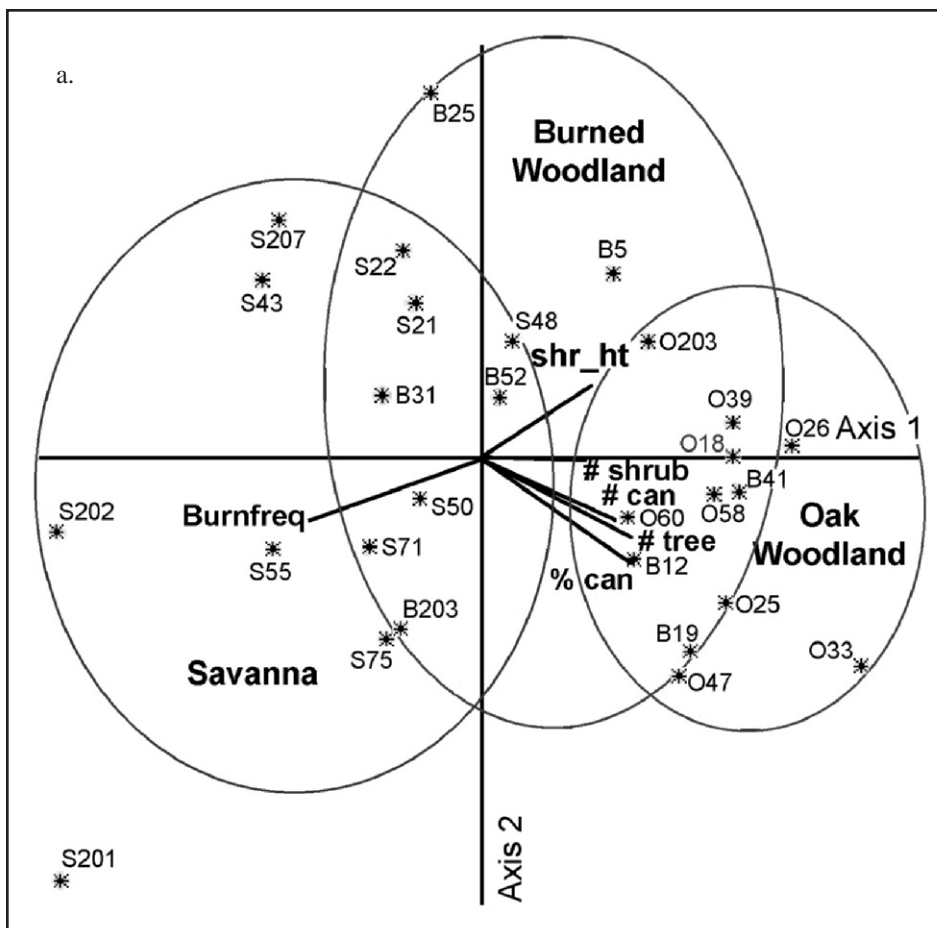 a.
B25
Burned
Woodland
S207
S22
B5
S43
S21
S48
shr_ht
O203
B31
B52
O39
O26
Axis 1
O18
# shrub
B41
# can
S202
Burnfreq
S50
O60
O58
Oak
Woodland
S55
S71
# tree
% can
B12
B203
O25
Savanna
S75
B19
O33
O47
Axis 2
S201